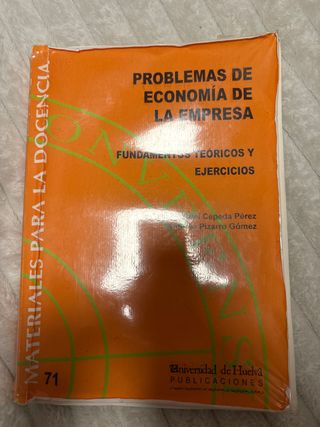 MATERIALES PARA LA DOCENCIA
71
PROBLEMAS DE
ECONOMÍA DE
LA EMPRESA
FUNDAMENTOS TEÓRICOS Y
EJERCICIOS
Cepeda Pérez
Pizarro Gómez
Universidad de Huelva
PUBLICACIONES